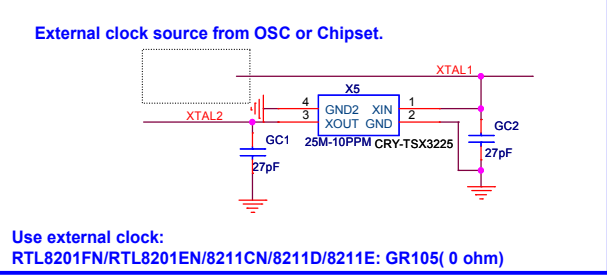 External clock source from OSC or Chipset.
XTAL1
X5
4 GND2 XIN 1
XTAL2 3 XOUT GND 2
GC1 25M-10PPM CRY-TSX3225 GC2
27pF 27pF
Use external clock:
RTL8201FN/RTL8201EN/8211CN/8211D/8211E: GR105( 0 ohm)